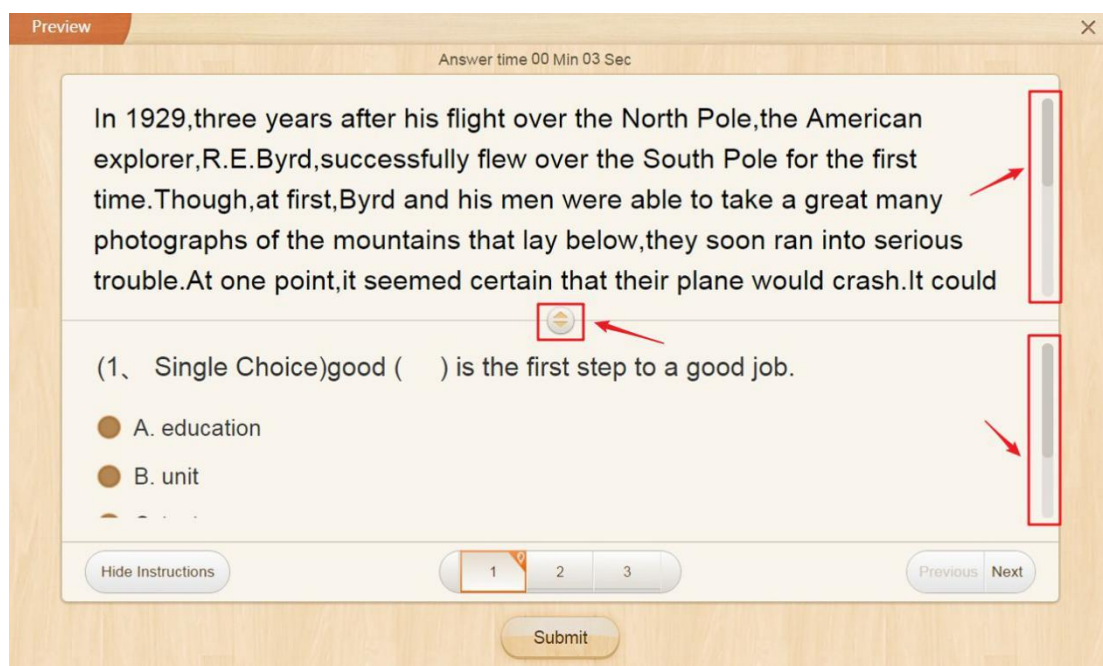 Preview
Answer time 00 Min 03 Sec
In 1929,three years after his flight over the North Pole,the American
explorer,R.E.Byrd,successfully flew over the South Pole for the first
time.Though,at first,Byrd and his men were able to take a great many
photographs of the mountains that lay below,they soon ran into serious
trouble.At one point,it seemed certain that their plane would crash.It could
(1、 Single Choice)good (    ) is the first step to a good job.
A. education
B. unit
Hide Instructions
1 2 3
Previous Next
Submit